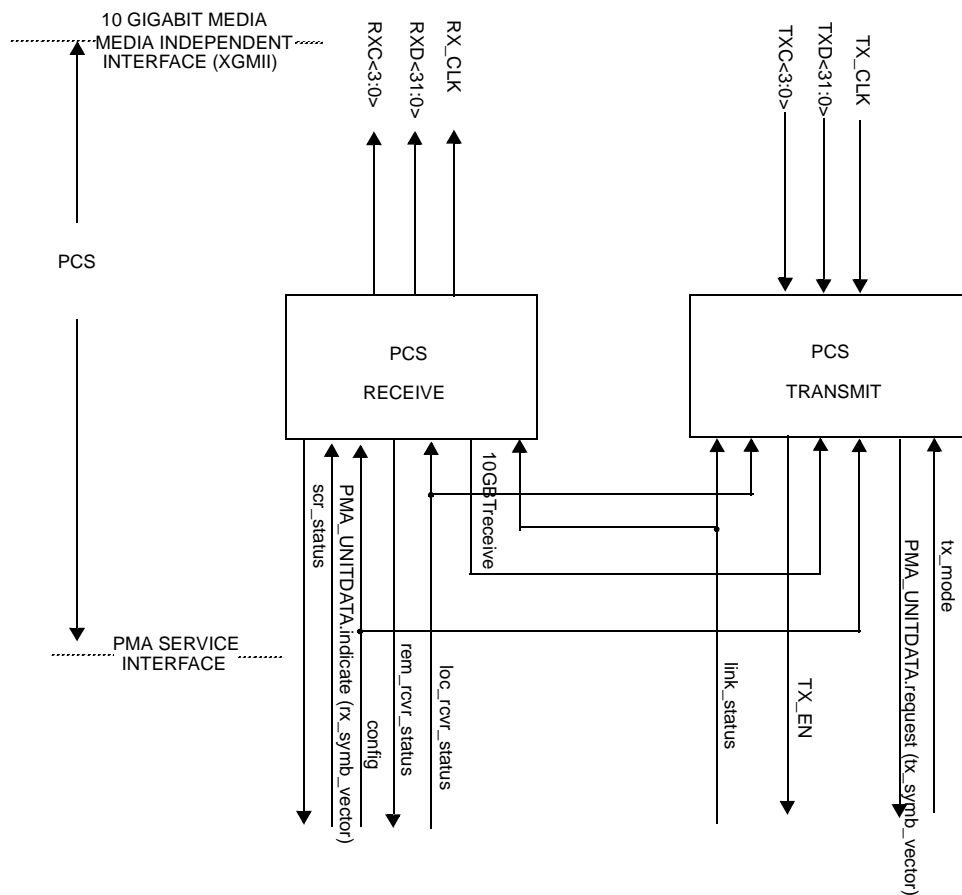 10 GIGABIT MEDIA
MEDIA INDEPENDENT
INTERFACE (XGMII)
RXC<3:0>
RXD<31:0>
RX_CLK
TXC<3:0>
TXD<31:0>
TX_CLK
PCS
PCS
RECEIVE
PCS
TRANSMIT
scr_status
PMA_UNITDATA.indicate (rx_symb_vector)
config
rem_rcvr_status
loc_rcvr_status
10GBTreceive
link_status
TX_EN
PMA_UNITDATA.request (tx_symb_vector)
tx_mode
PMA SERVICE
INTERFACE